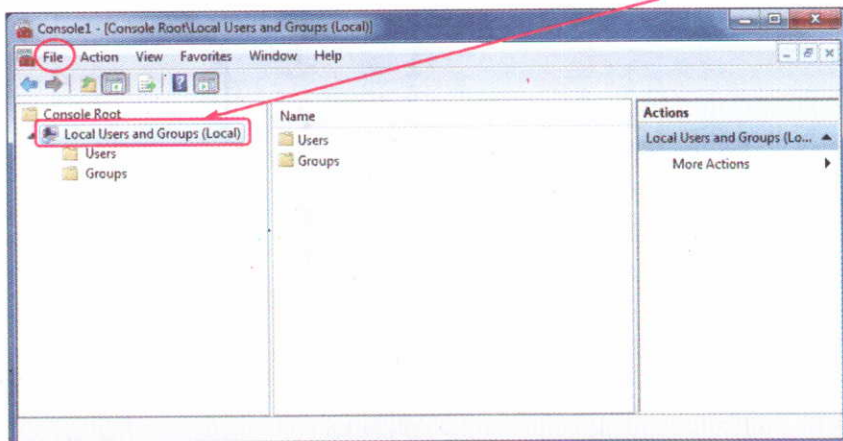 Console1 - [Console Root\Local Users and Groups (Local)]
File Action View Favorites Window Help
Console Root
Local Users and Groups (Local)
Users
Groups
Name
Users
Groups
Actions
Local Users and Groups (Lo...
More Actions